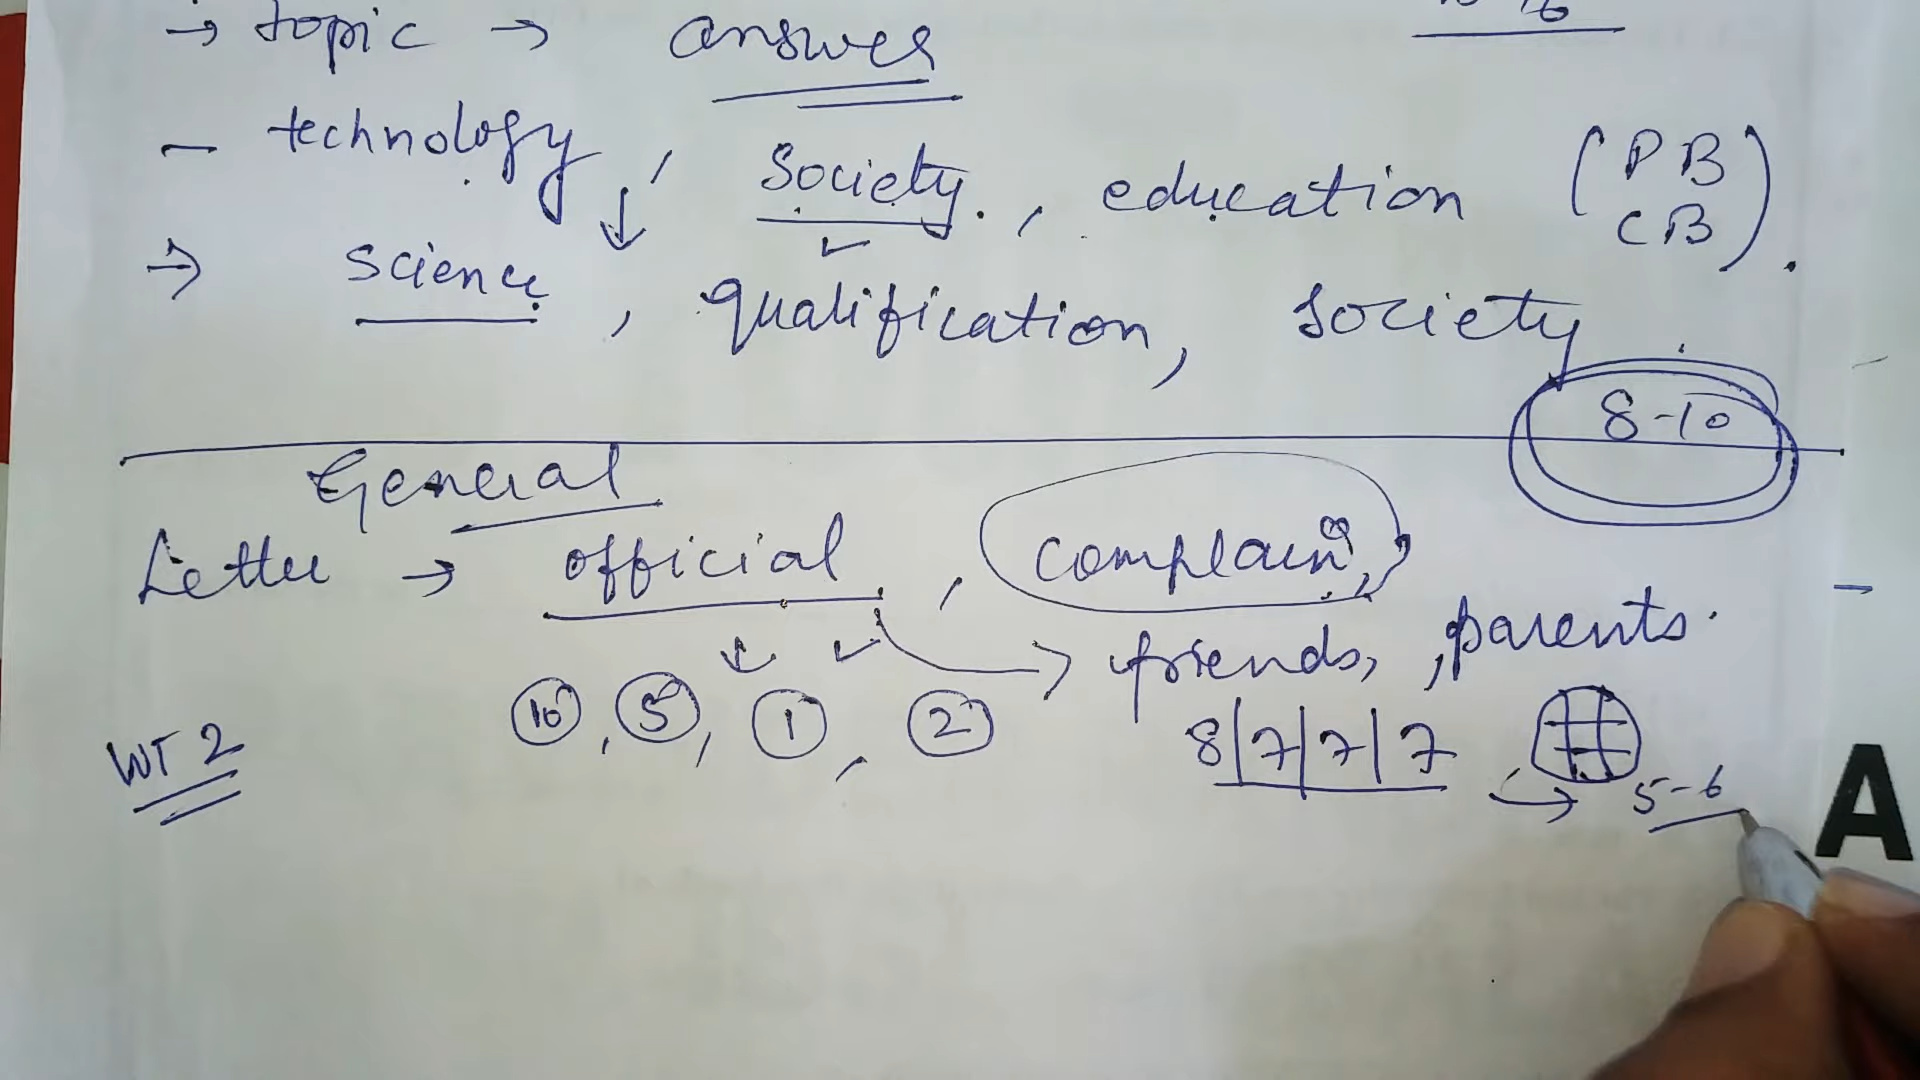 → topic → answer
- technology, society., education (PB CB).
→ science, qualification, society
8-10
General
Letter → official, complain,
→ friends, parents.
10, 5, 1, 2
8|7|7|7
WT 2
5-6
A